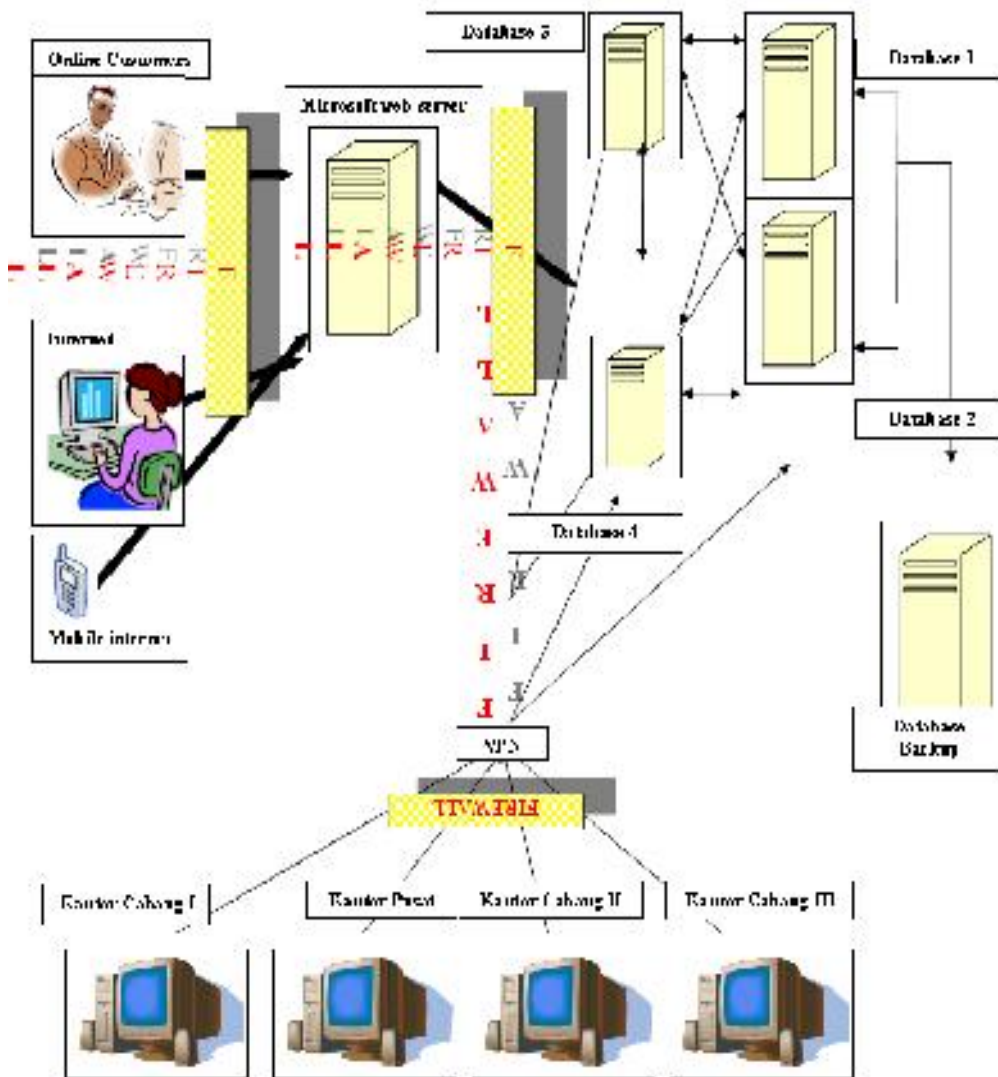 Database 3
Online Customers
Database 1
Microsoft web server
Internet
Database 2
Database 4
Mobile internet
Database
Backup
VPN
FIREWALL
Kantor Cabang I
Kantor Pusat
Kantor Cabang II
Kantor Cabang III